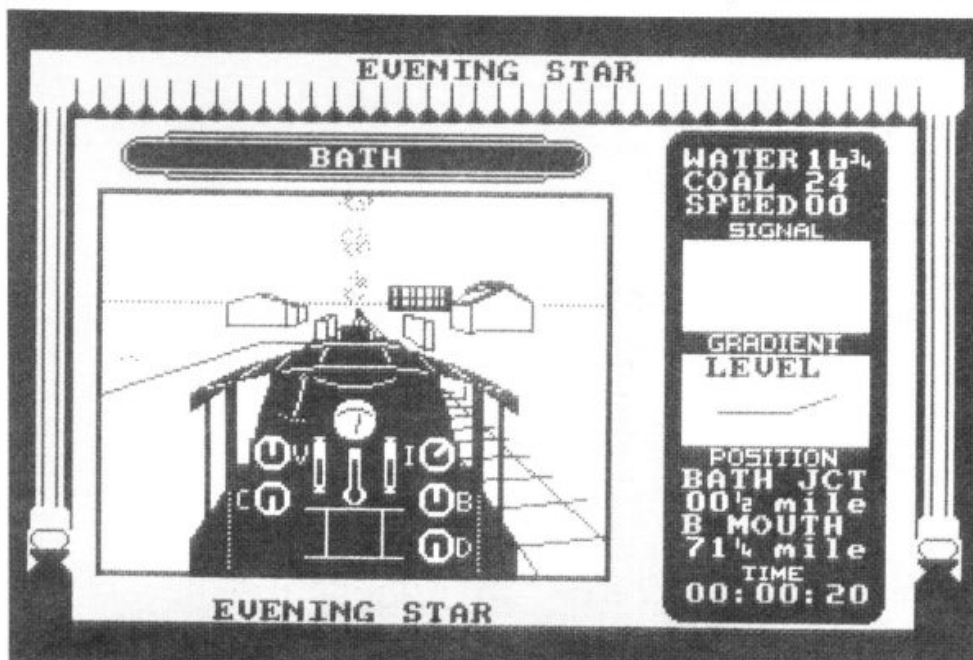 EVENING STAR
BATH
WATER 16¾
COAL 24
SPEED 00
SIGNAL
GRADIENT
LEVEL
POSITION
BATH JCT
00½ mile
B MOUTH
71¼ mile
TIME
00:00:20
V
I
C
B
D
EVENING STAR